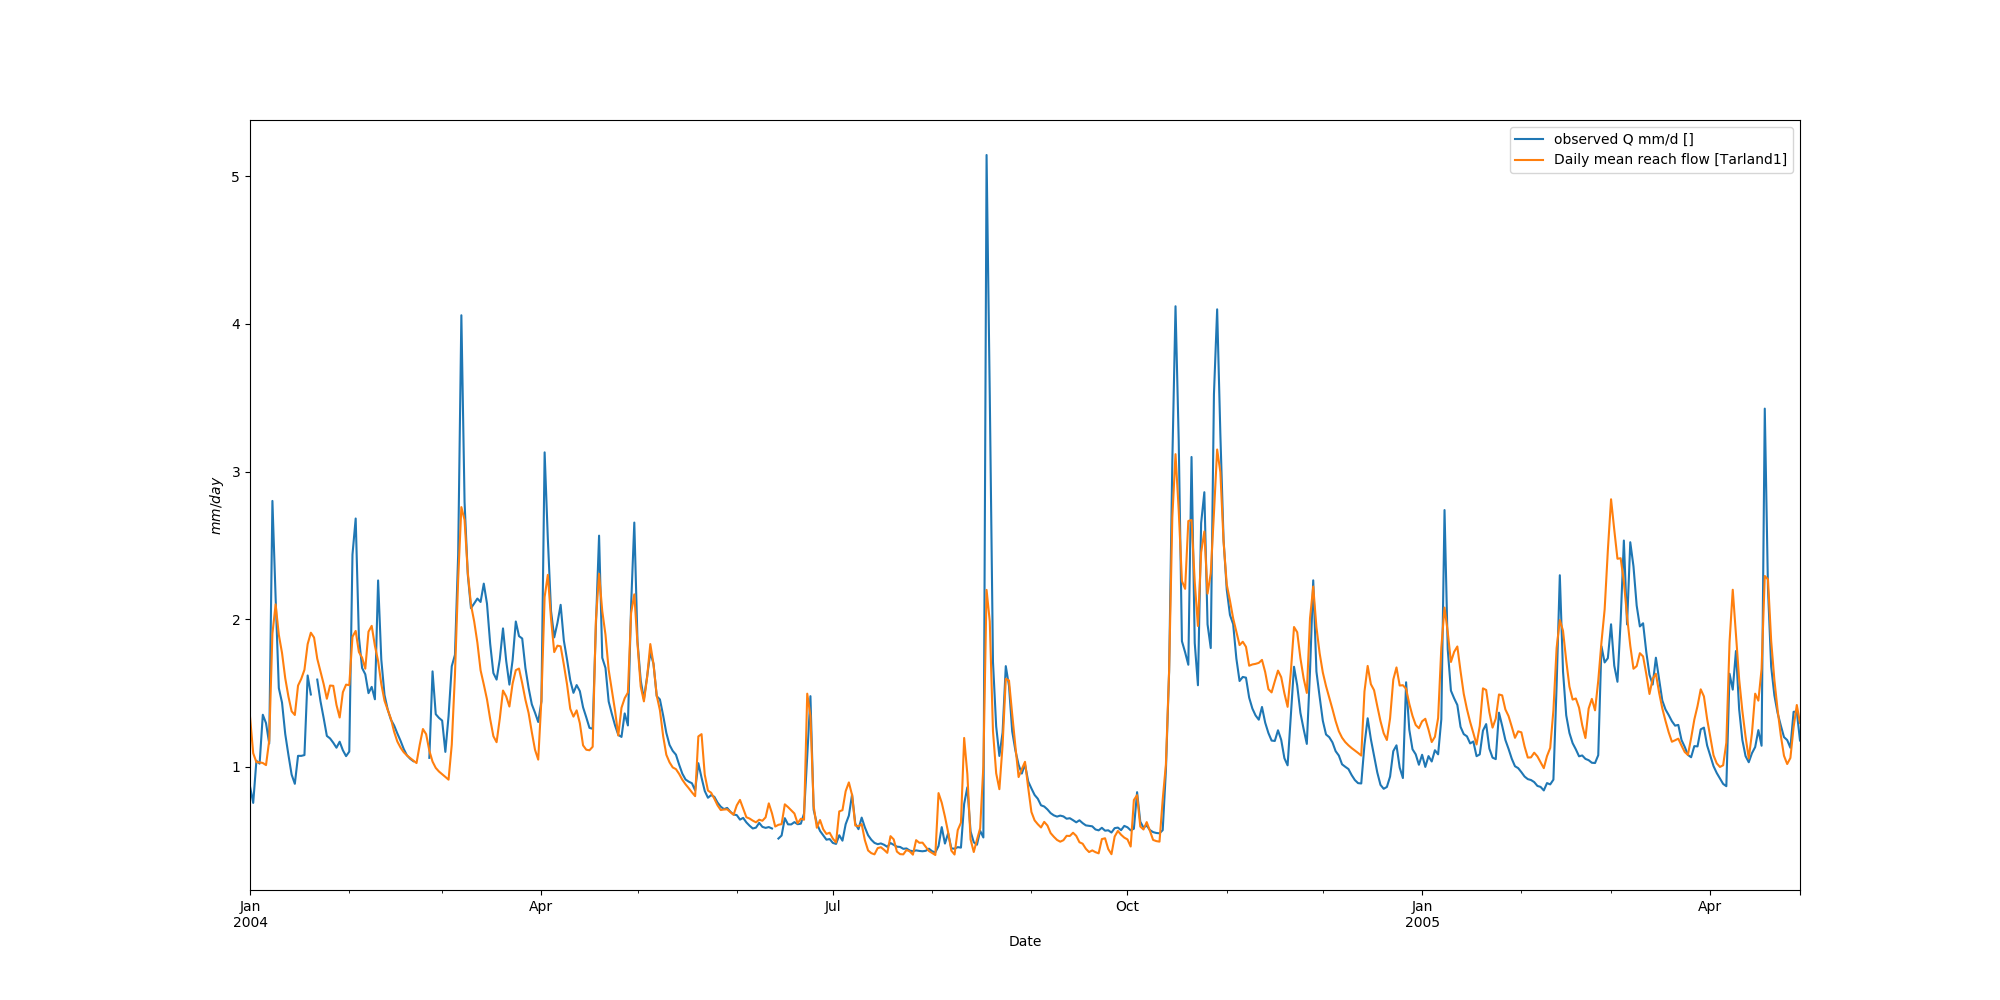 observed Q mm/d []
Daily mean reach flow [Tarland1]
5
4
3
2
1
mm/day
Jan
2004
Apr
Jul
Oct
Jan
2005
Apr
Date